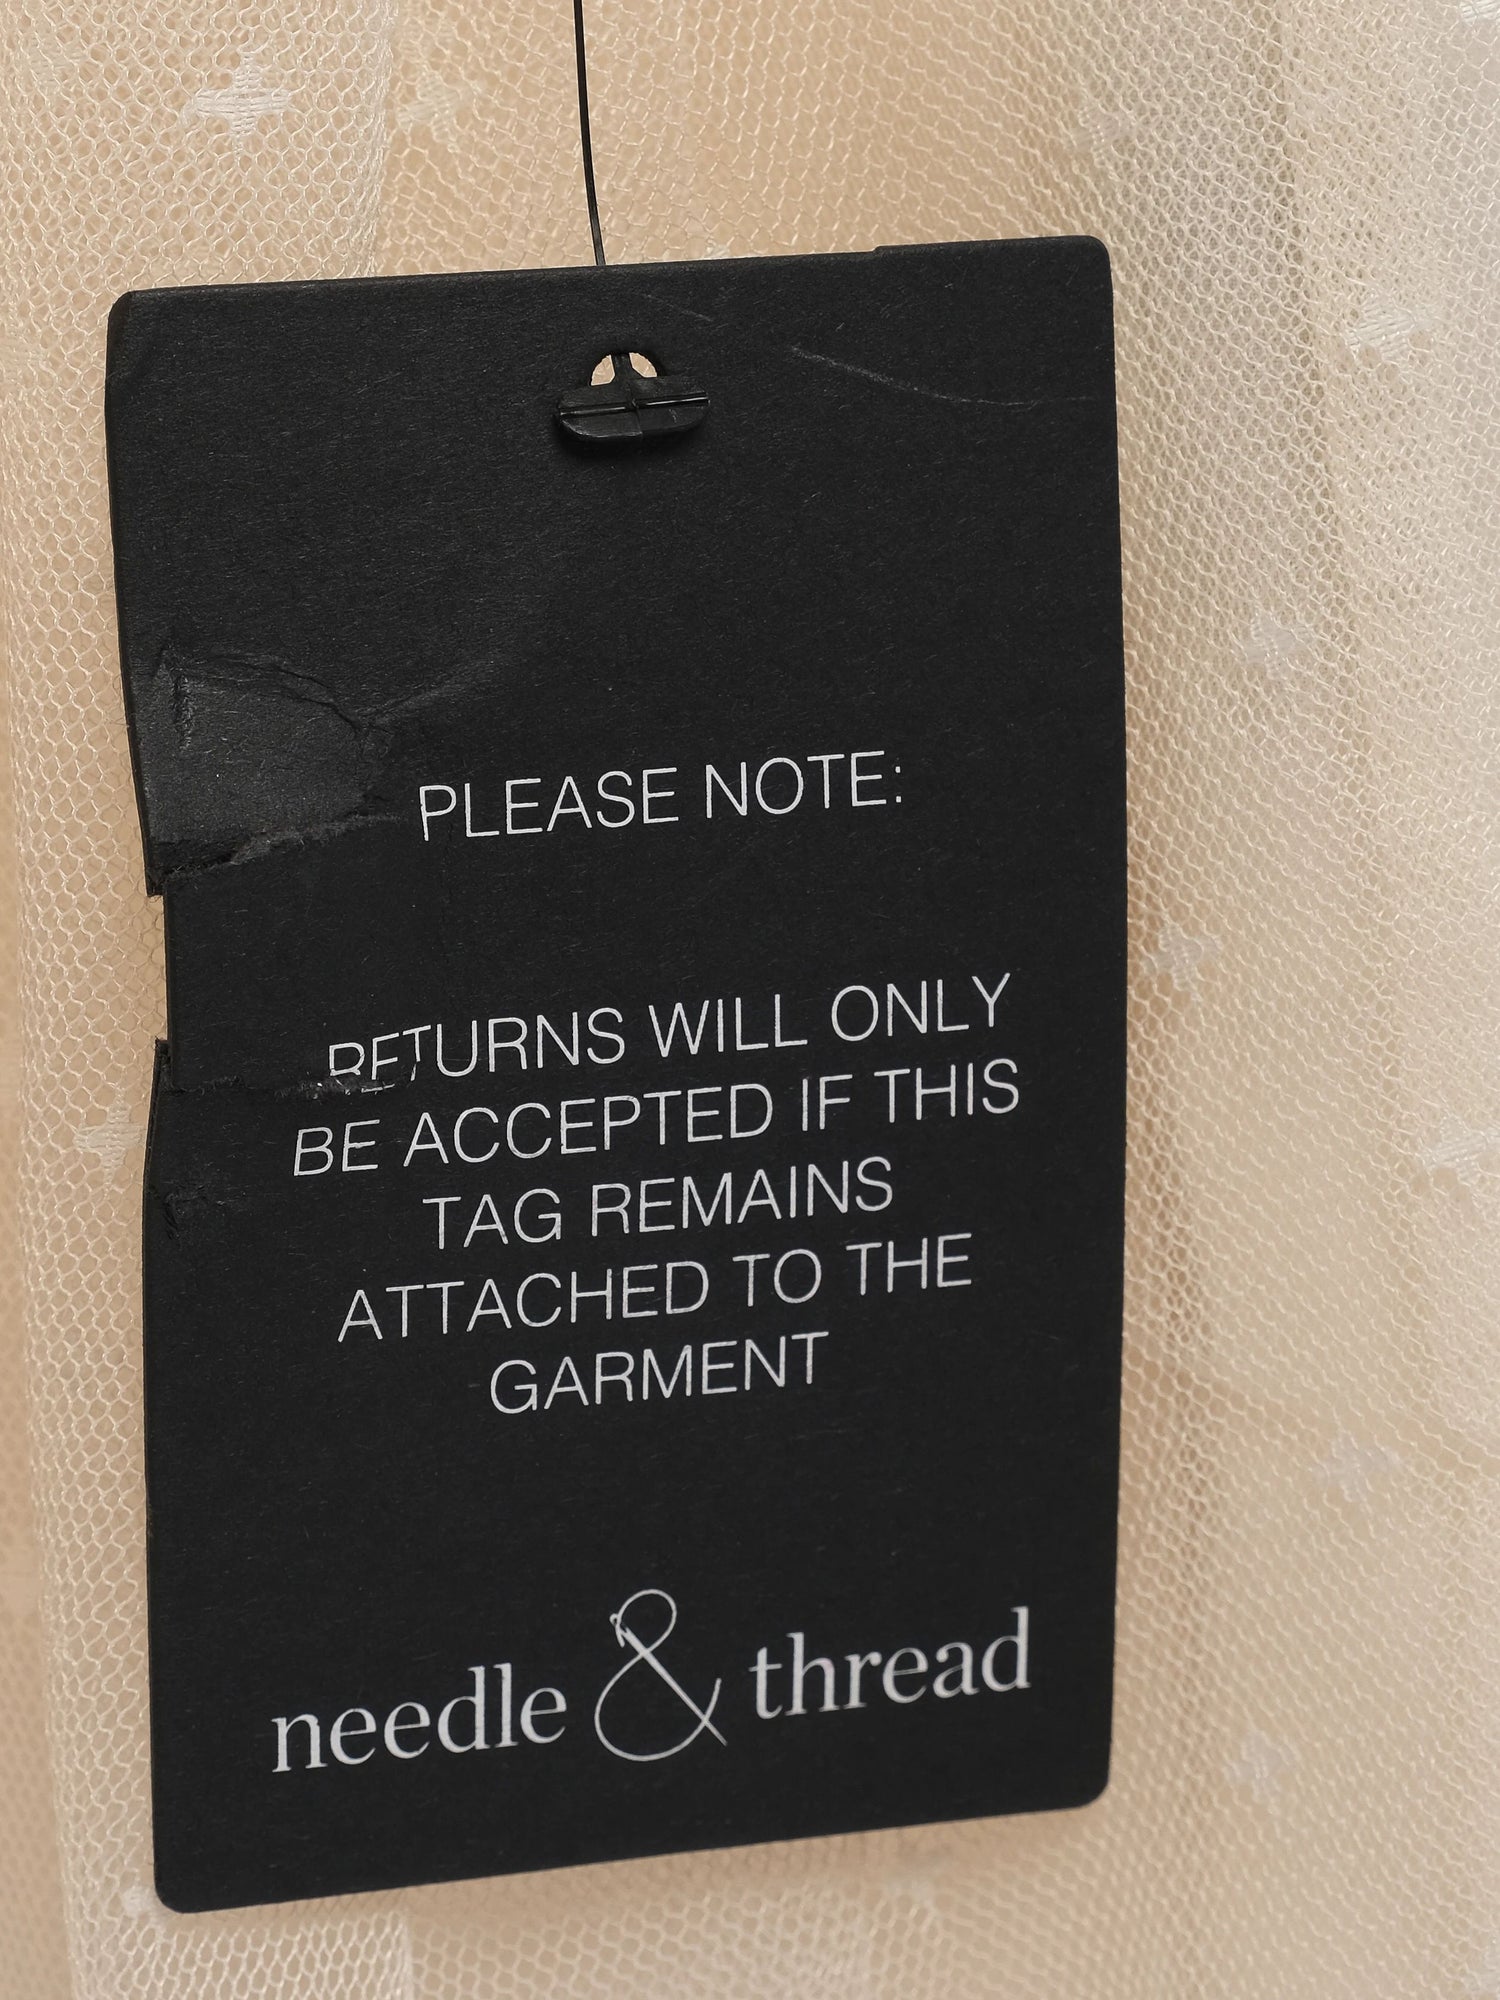 PLEASE NOTE:
RETURNS WILL ONLY
BE ACCEPTED IF THIS
TAG REMAINS
ATTACHED TO THE
GARMENT
needle & thread